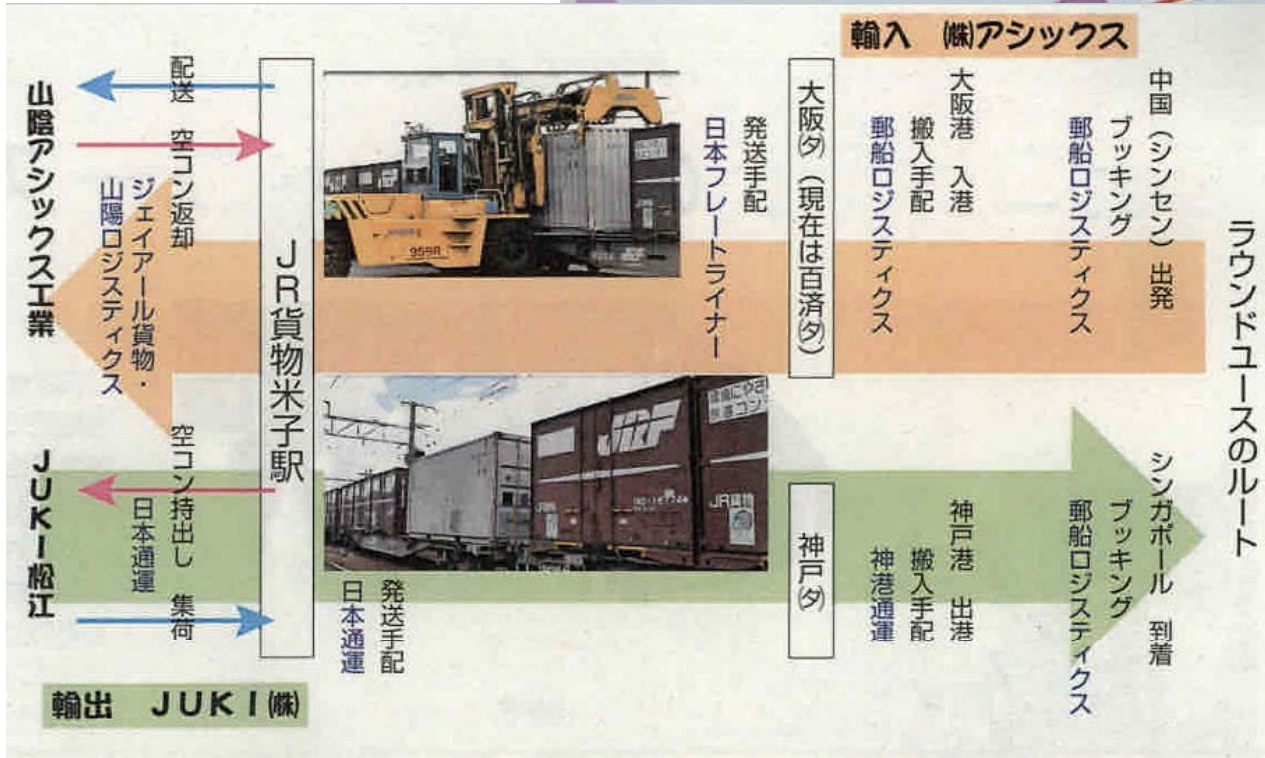 輸入 ㈱アシックス
ラウンドユースのルート
中国（シンセン）出発
ブッキング
郵船ロジスティクス
大阪港 入港
搬入手配
郵船ロジスティクス
大阪㋟（現在は百済㋟）
発送手配
日本フレートライナー
959R
JR貨物米子駅
配送 空コン返却
ジェイアール貨物・
山陽ロジスティクス
山陰アシックス工業
シンガポール 到着
ブッキング
郵船ロジスティクス
神戸港 出港
搬入手配
神港通運
神戸㋟
JRF
JR貨物
発送手配
日本通運
空コン持出し 集荷
日本通運
JUKI松江
輸出 JUKI㈱